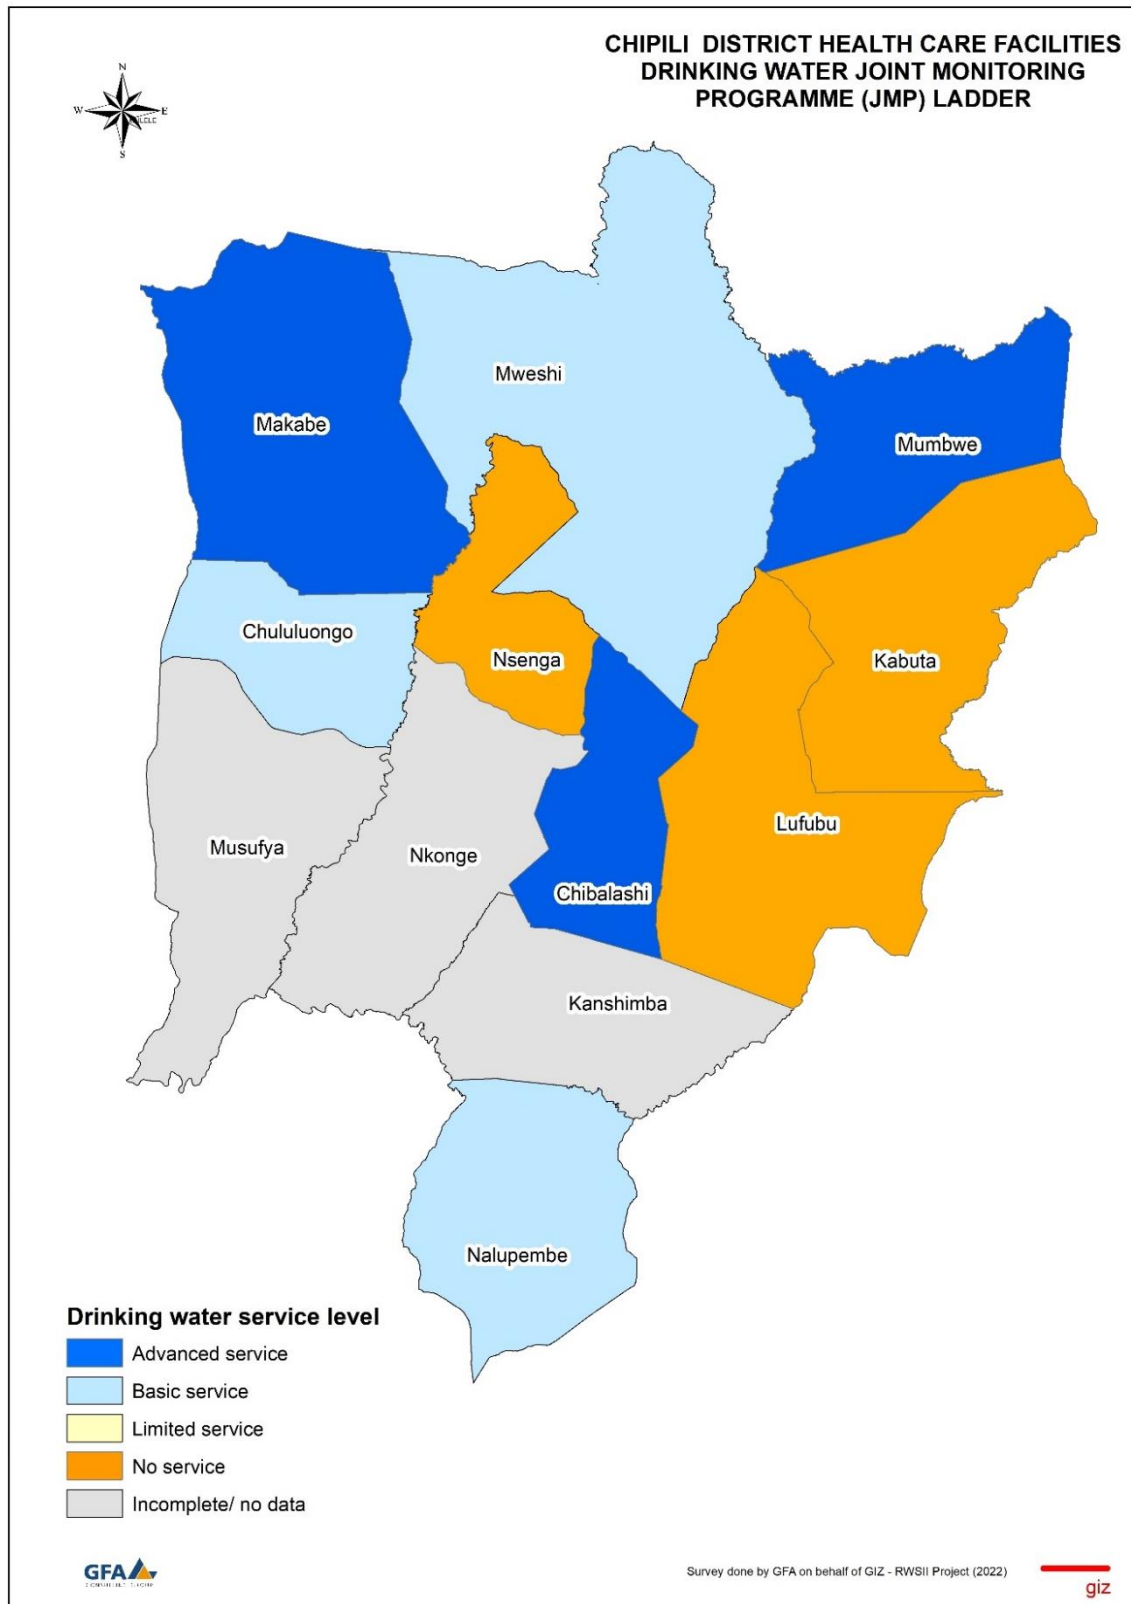 CHIPILI DISTRICT HEALTH CARE FACILITIES
DRINKING WATER JOINT MONITORING
PROGRAMME (JMP) LADDER
N
W
E
S
Mweshi
Makabe
Mumbwe
Chululuongo
Nsenga
Kabuta
Lufubu
Musufya
Nkonge
Chibalashi
Kanshimba
Nalupembe
Drinking water service level
Advanced service
Basic service
Limited service
No service
Incomplete/ no data
GFA
Survey done by GFA on behalf of GIZ - RWSII Project (2022)
giz